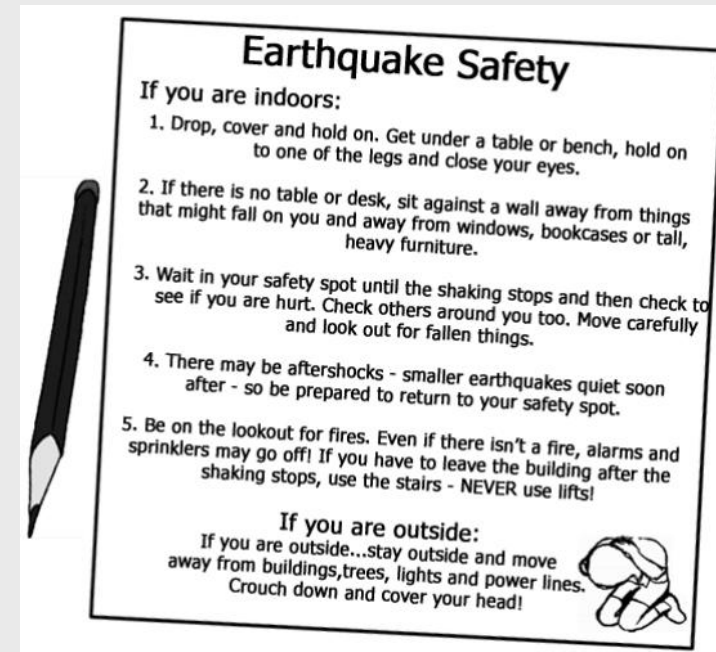 Earthquake Safety
If you are indoors:
1. Drop, cover and hold on. Get under a table or bench, hold on
to one of the legs and close your eyes.
2. If there is no table or desk, sit against a wall away from things
that might fall on you and away from windows, bookcases or tall,
heavy furniture.
3. Wait in your safety spot until the shaking stops and then check to
see if you are hurt. Check others around you too. Move carefully
and look out for fallen things.
4. There may be aftershocks - smaller earthquakes quiet soon
after - so be prepared to return to your safety spot.
5. Be on the lookout for fires. Even if there isn't a fire, alarms and
sprinklers may go off! If you have to leave the building after the
shaking stops, use the stairs - NEVER use lifts!
If you are outside:
If you are outside...stay outside and move
away from buildings,trees, lights and power lines.
Crouch down and cover your head!